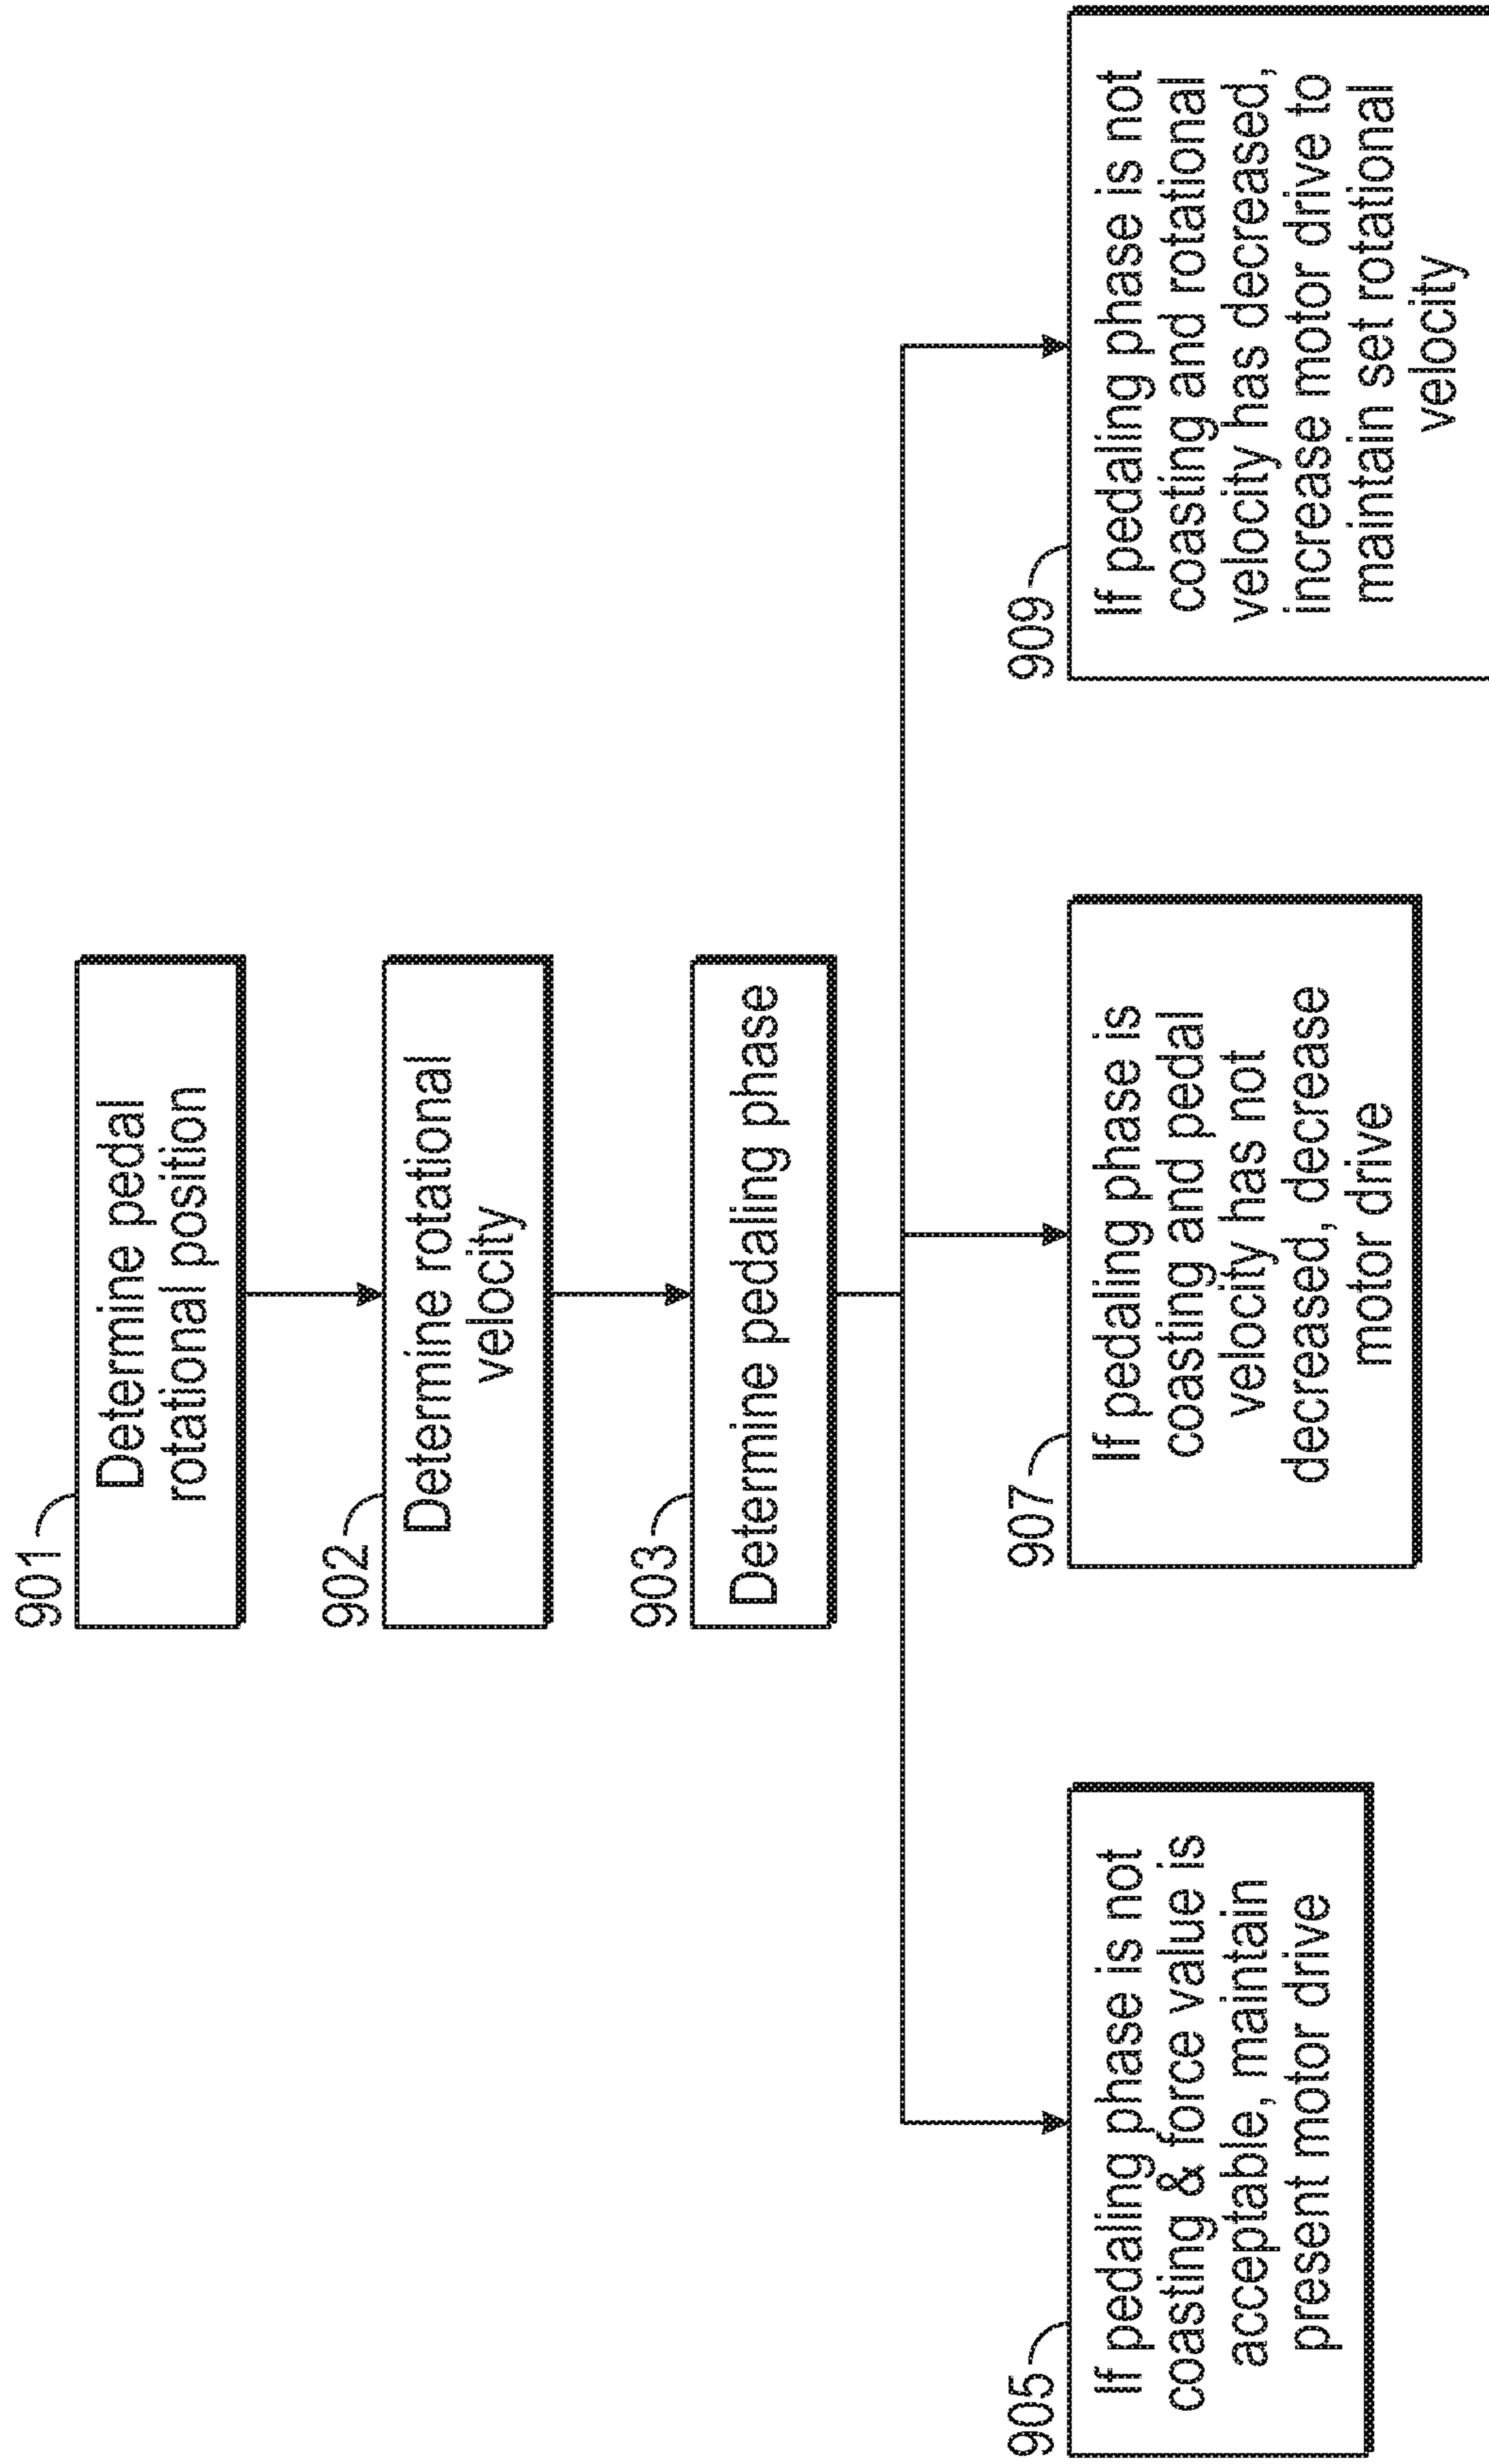 901
Determine pedal
rotational position
902
Determine rotational
velocity
903
Determine pedaling phase
905
If pedaling phase is not
coasting & force value is
acceptable, maintain
present motor drive
907
If pedaling phase is
coasting and pedal
velocity has not
decreased, decrease
motor drive
909
If pedaling phase is not
coasting and rotational
velocity has decreased,
increase motor drive to
maintain set rotational
velocity